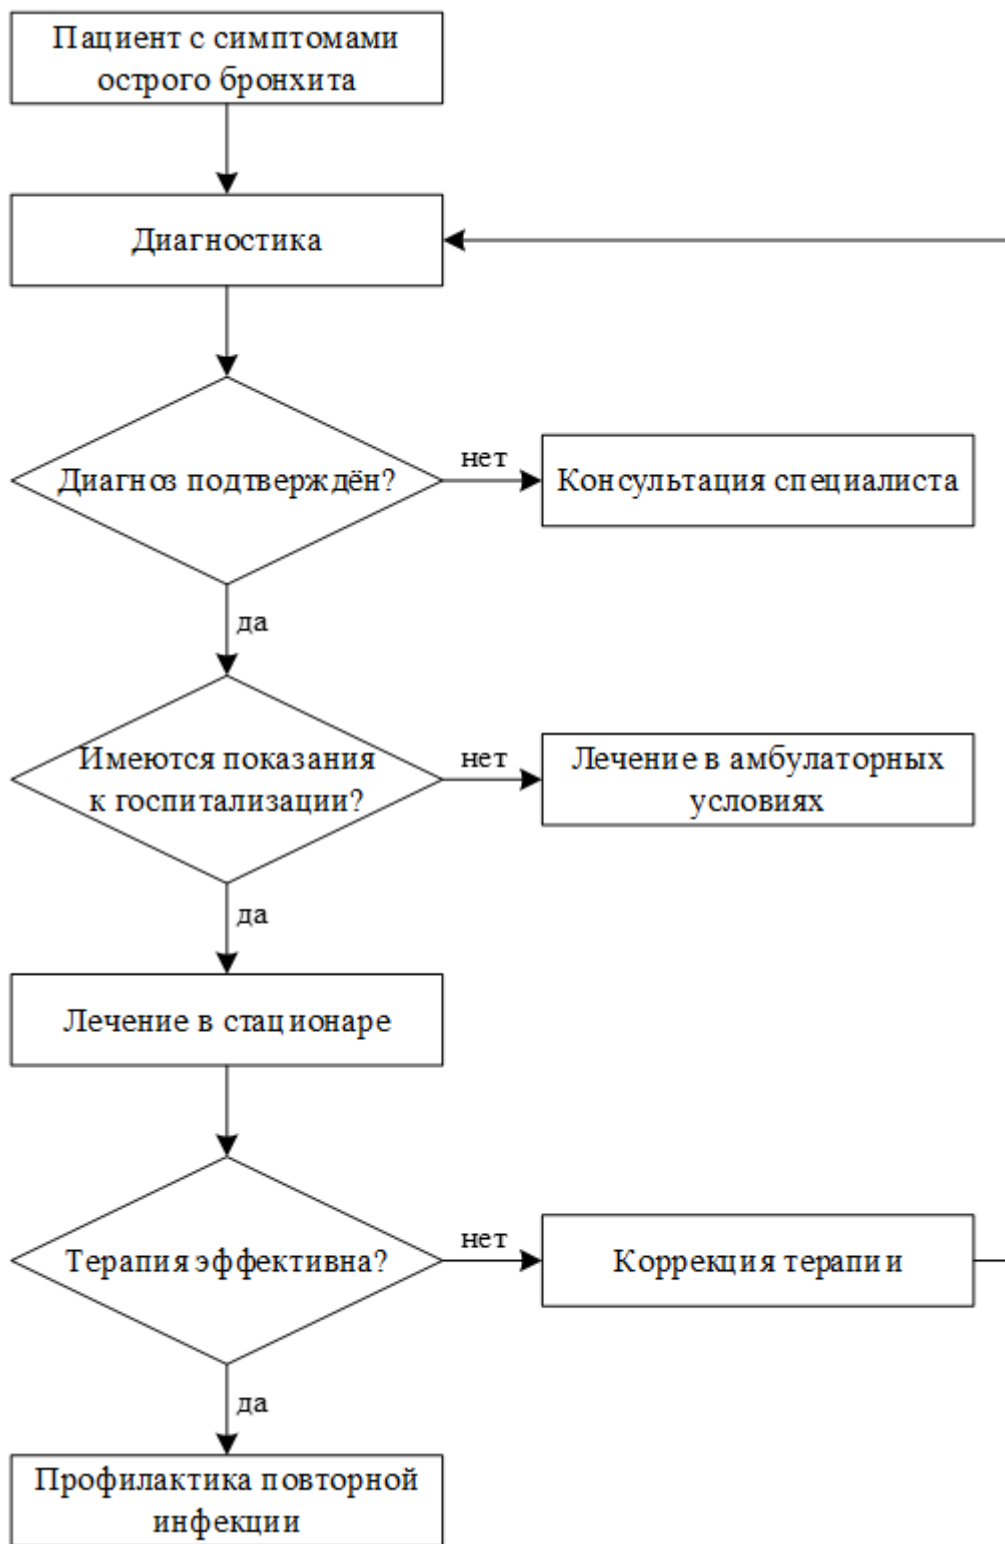 Пациент с симптомами
острого бронхита
Диагностика
Диагноз подтверждён?
нет
Консультация специалиста
да
Имеются показания
к госпитализации?
нет
Лечение в амбулаторных
условиях
да
Лечение в стационаре
Терапия эффективна?
нет
Коррекция терапии
да
Профилактика повторной
инфекции